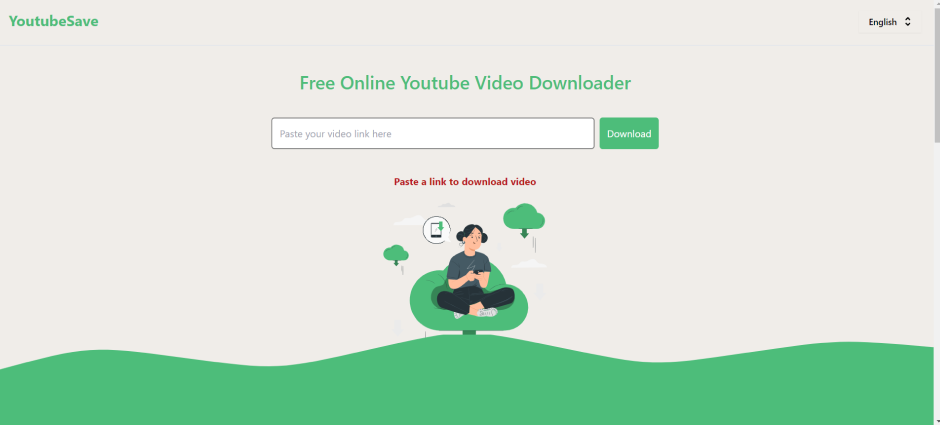 YoutubeSave
English
Free Online Youtube Video Downloader
Paste your video link here
Download
Paste a link to download video